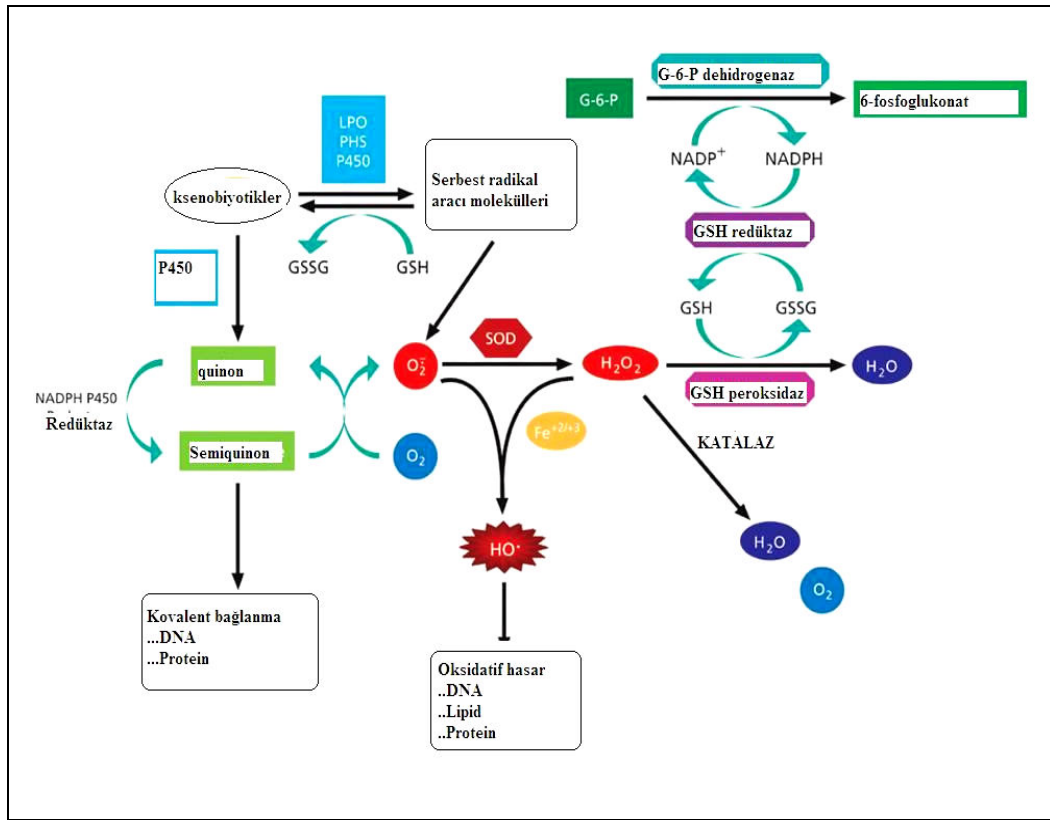 G-6-P dehidrogenaz
G-6-P
6-fosfoglukonat
LPO
PHS
P450
NADP⁺
NADPH
Serbest radikal
aracı molekülleri
ksenobiyotikler
GSH redüktaz
GSSG
GSH
P450
GSH
GSSG
SOD
quinon
O₂⁻
H₂O₂
H₂O
GSH peroksidaz
NADPH P450
Redüktaz
Fe⁺²/⁺³
KATALAZ
Semiquinon
O₂
HO·
H₂O
O₂
Kovalent bağlanma
...DNA
...Protein
Oksidatif hasar
..DNA
..Lipid
..Protein